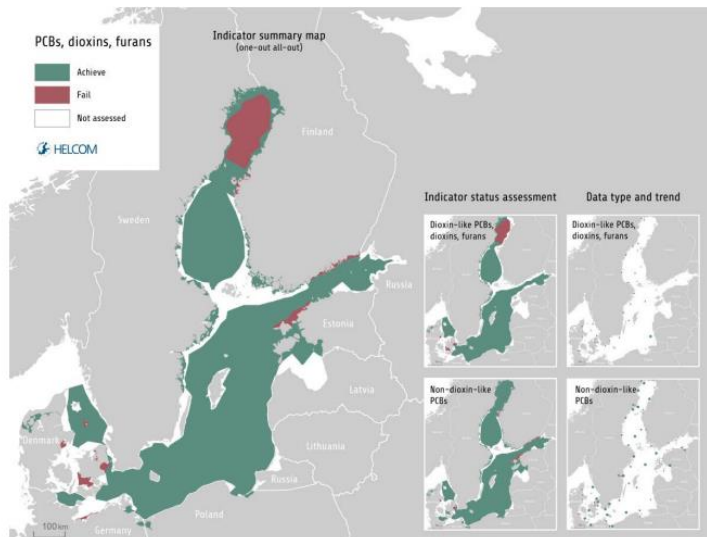 PCBs, dioxins, furans
Achieve
Fail
Not assessed
HELCOM
Indicator summary map
(one-out all-out)
Finland
Sweden
Russia
Estonia
Latvia
Denmark
Lithuania
Russia
Poland
Germany
100km
Indicator status assessment
Data type and trend
Dioxin-like PCBs,
dioxins, furans
Dioxin-like PCBs,
dioxins, furans
Non-dioxin-like
PCBs
Non-dioxin-like
PCBs